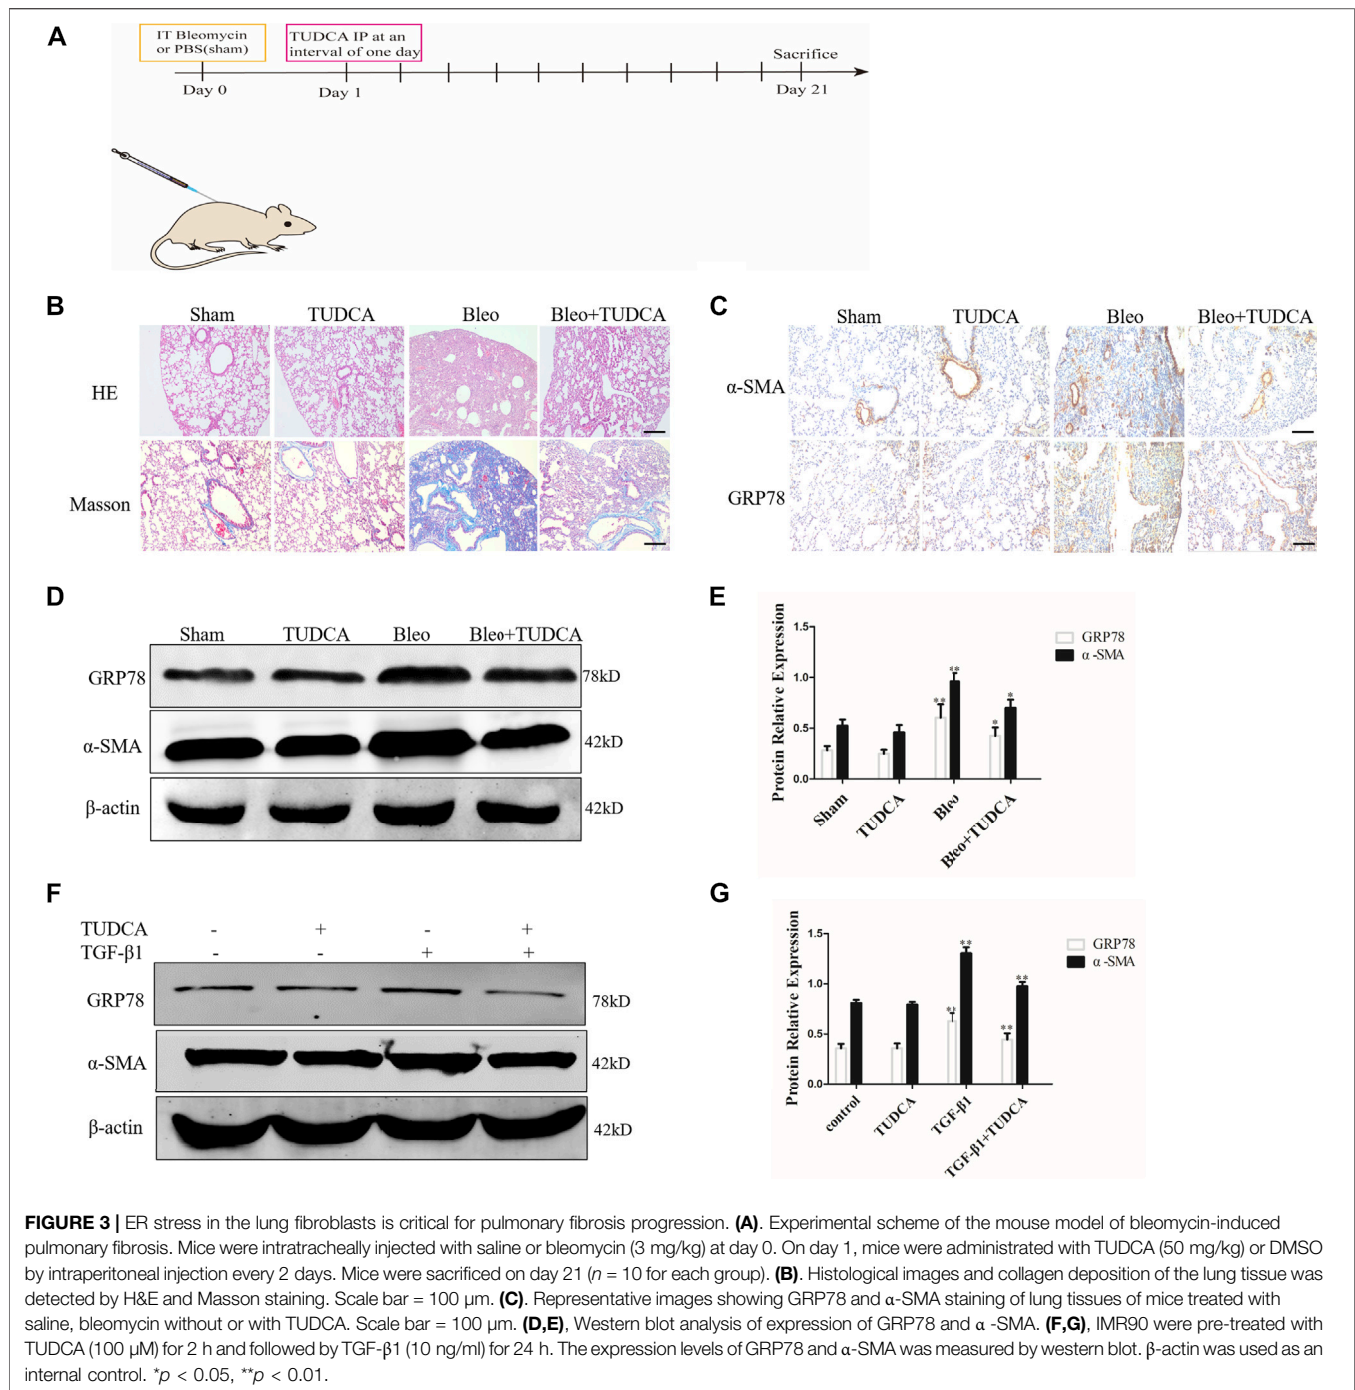 A
IT Bleomycin
or PBS(sham)
TUDCA IP at an
interval of one day
Sacrifice
Day 0
Day 1
Day 21
B
Sham TUDCA Bleo Bleo+TUDCA
HE
Masson
C
Sham TUDCA Bleo Bleo+TUDCA
α-SMA
GRP78
D
Sham TUDCA Bleo Bleo+TUDCA
GRP78 78kD
α-SMA 42kD
β-actin 42kD
E
Protein Relative Expression
1.5
1.0
0.5
0.0
GRP78
α -SMA
** **
* *
Sham TUDCA Bleo Bleo+TUDCA
F
TUDCA - + - +
TGF-β1 - - + +
GRP78 78kD
α-SMA 42kD
β-actin 42kD
G
Protein Relative Expression
1.5
1.0
0.5
0.0
GRP78
α -SMA
** **
** **
control TUDCA TGF-β1 TGF-β1+TUDCA
FIGURE 3 | ER stress in the lung fibroblasts is critical for pulmonary fibrosis progression. (A). Experimental scheme of the mouse model of bleomycin-induced
pulmonary fibrosis. Mice were intratracheally injected with saline or bleomycin (3 mg/kg) at day 0. On day 1, mice were administrated with TUDCA (50 mg/kg) or DMSO
by intraperitoneal injection every 2 days. Mice were sacrificed on day 21 (n = 10 for each group). (B). Histological images and collagen deposition of the lung tissue was
detected by H&E and Masson staining. Scale bar = 100 μm. (C). Representative images showing GRP78 and α-SMA staining of lung tissues of mice treated with
saline, bleomycin without or with TUDCA. Scale bar = 100 μm. (D,E), Western blot analysis of expression of GRP78 and α -SMA. (F,G), IMR90 were pre-treated with
TUDCA (100 μM) for 2 h and followed by TGF-β1 (10 ng/ml) for 24 h. The expression levels of GRP78 and α-SMA was measured by western blot. β-actin was used as an
internal control. *p < 0.05, **p < 0.01.